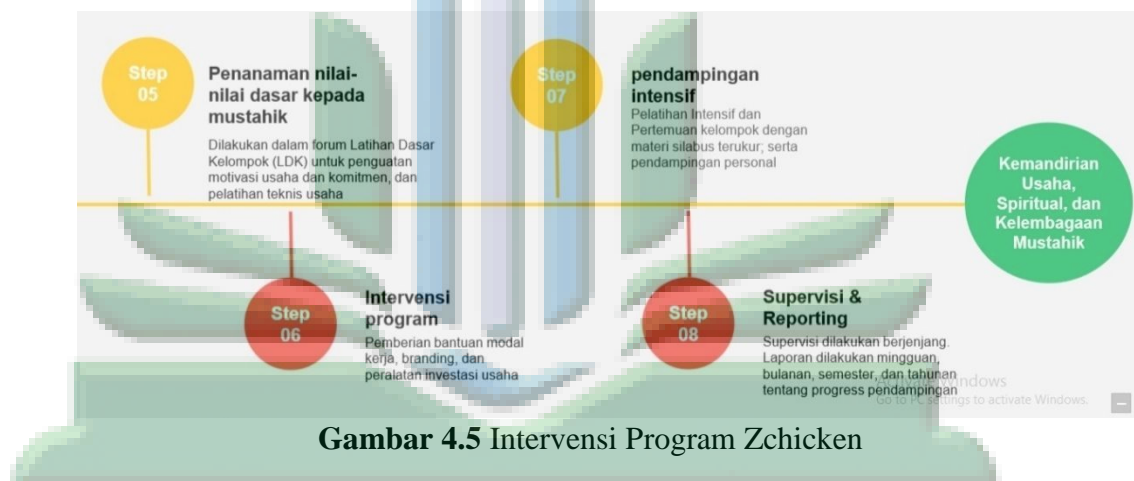 Step
05
Penanaman nilai-
nilai dasar kepada
mustahik
Dilakukan dalam forum Latihan Dasar
Kelompok (LDK) untuk penguatan
motivasi usaha dan komitmen, dan
pelatihan teknis usaha
Step
06
Intervensi
program
Pemberian bantuan modal
kerja, branding, dan
peralatan investasi usaha
Step
07
pendampingan
intensif
Pelatihan Intensif dan
Pertemuan kelompok dengan
materi silabus terukur; serta
pendampingan personal
Step
08
Supervisi &
Reporting
Supervisi dilakukan berjenjang.
Laporan dilakukan mingguan,
bulanan, semester, dan tahunan
tentang progress pendampingan
Kemandirian
Usaha,
Spiritual, dan
Kelembagaan
Mustahik
Activate Windows
Go to PC settings to activate Windows.
Gambar 4.5 Intervensi Program Zchicken